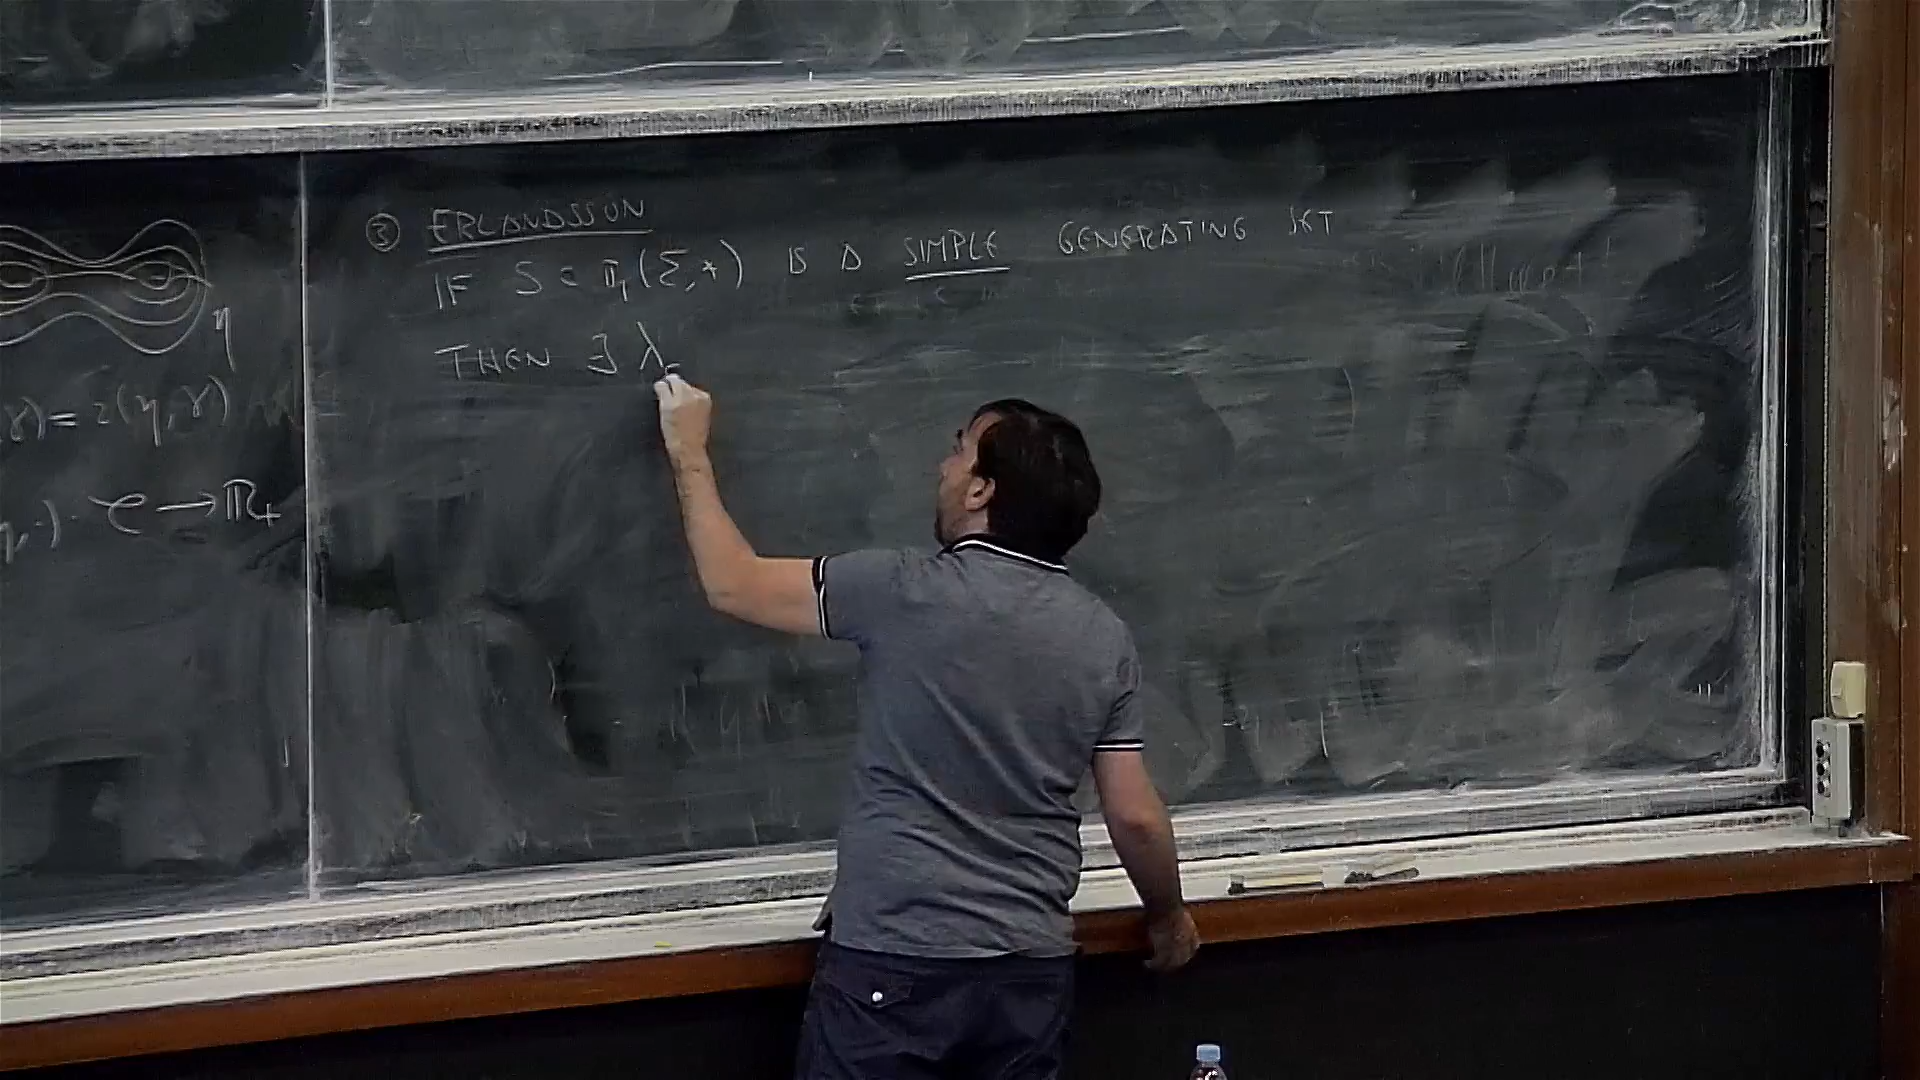 η
γ) = i(η, γ)
η, ·) : C → ℝ₊
③ ERLANDSSON
IF S ⊂ π₁(Σ, *) IS A SIMPLE GENERATING SET
THEN ∃ λ